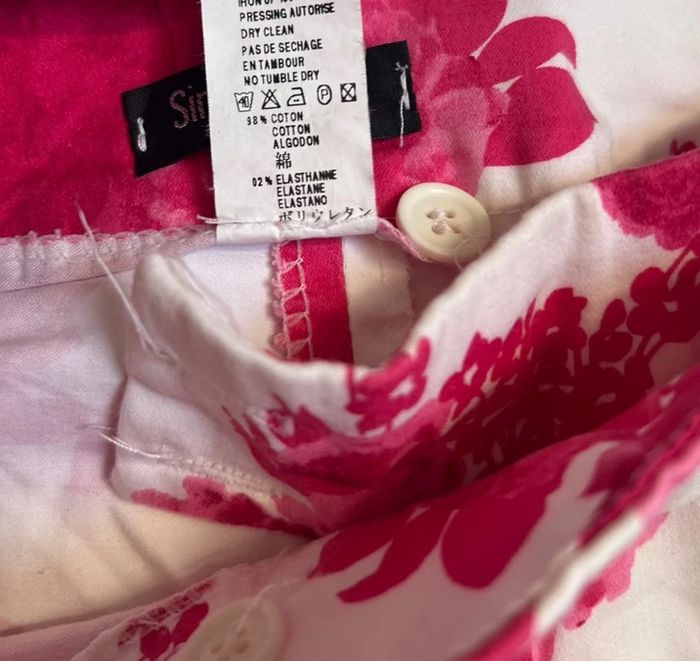 PRESSING AUTORISE
DRY CLEAN
PAS DE SECHAGE
EN TAMBOUR
NO TUMBLE DRY
40 P
98% COTON
COTTON
ALGODON
綿
02% ELASTHANNE
ELASTANE
ELASTANO
ポリウレタン